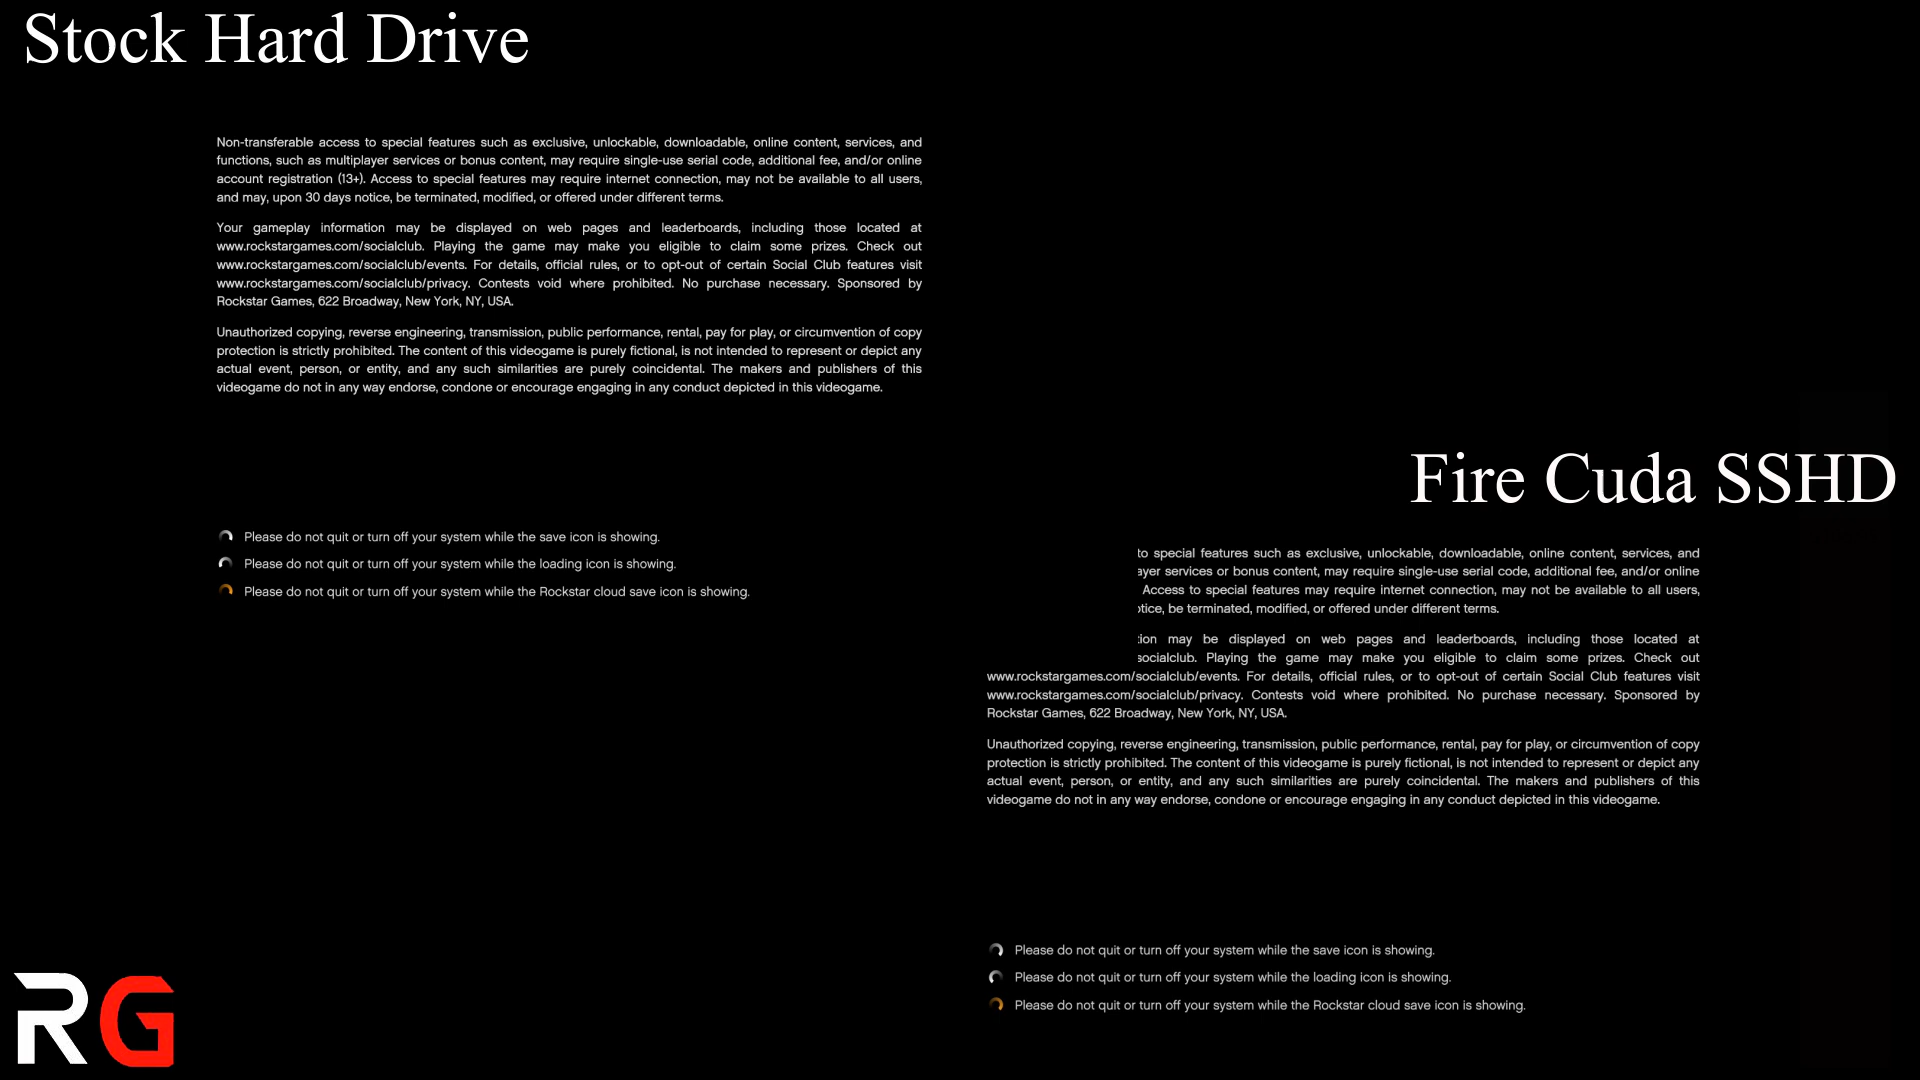 Stock Hard Drive
Non-transferable access to special features such as exclusive, unlockable, downloadable, online content, services, and
functions, such as multiplayer services or bonus content, may require single-use serial code, additional fee, and/or online
account registration (13+). Access to special features may require internet connection, may not be available to all users,
and may, upon 30 days notice, be terminated, modified, or offered under different terms.
Your gameplay information may be displayed on web pages and leaderboards, including those located at
www.rockstargames.com/socialclub. Playing the game may make you eligible to claim some prizes. Check out
www.rockstargames.com/socialclub/events. For details, official rules, or to opt-out of certain Social Club features visit
www.rockstargames.com/socialclub/privacy. Contests void where prohibited. No purchase necessary. Sponsored by
Rockstar Games, 622 Broadway, New York, NY, USA.
Unauthorized copying, reverse engineering, transmission, public performance, rental, pay for play, or circumvention of copy
protection is strictly prohibited. The content of this videogame is purely fictional, is not intended to represent or depict any
actual event, person, or entity, and any such similarities are purely coincidental. The makers and publishers of this
videogame do not in any way endorse, condone or encourage engaging in any conduct depicted in this videogame.
Please do not quit or turn off your system while the save icon is showing.
Please do not quit or turn off your system while the loading icon is showing.
Please do not quit or turn off your system while the Rockstar cloud save icon is showing.
Fire Cuda SSHD
to special features such as exclusive, unlockable, downloadable, online content, services, and
ayer services or bonus content, may require single-use serial code, additional fee, and/or online
Access to special features may require internet connection, may not be available to all users,
otice, be terminated, modified, or offered under different terms.
tion may be displayed on web pages and leaderboards, including those located at
socialclub. Playing the game may make you eligible to claim some prizes. Check out
www.rockstargames.com/socialclub/events. For details, official rules, or to opt-out of certain Social Club features visit
www.rockstargames.com/socialclub/privacy. Contests void where prohibited. No purchase necessary. Sponsored by
Rockstar Games, 622 Broadway, New York, NY, USA.
Unauthorized copying, reverse engineering, transmission, public performance, rental, pay for play, or circumvention of copy
protection is strictly prohibited. The content of this videogame is purely fictional, is not intended to represent or depict any
actual event, person, or entity, and any such similarities are purely coincidental. The makers and publishers of this
videogame do not in any way endorse, condone or encourage engaging in any conduct depicted in this videogame.
Please do not quit or turn off your system while the save icon is showing.
Please do not quit or turn off your system while the loading icon is showing.
Please do not quit or turn off your system while the Rockstar cloud save icon is showing.
RG